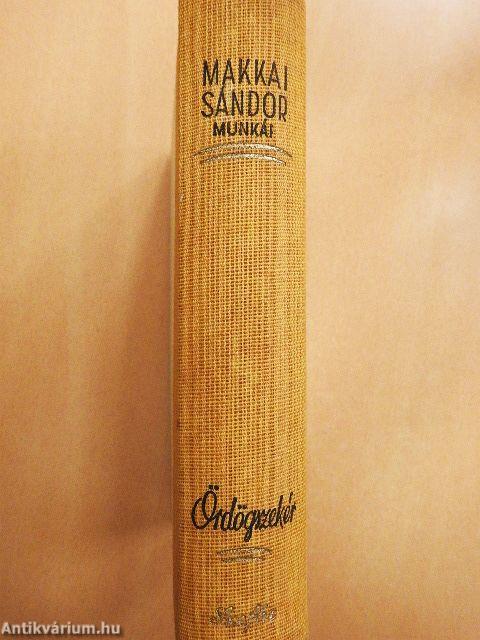 MAKKAI
SÁNDOR
MUNKÁI
Ördögszekér
Antikvárium.hu